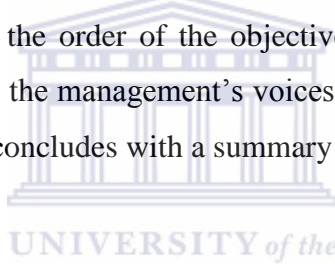 the order of the objective
the management's voices
concludes with a summary
UNIVERSITY of the